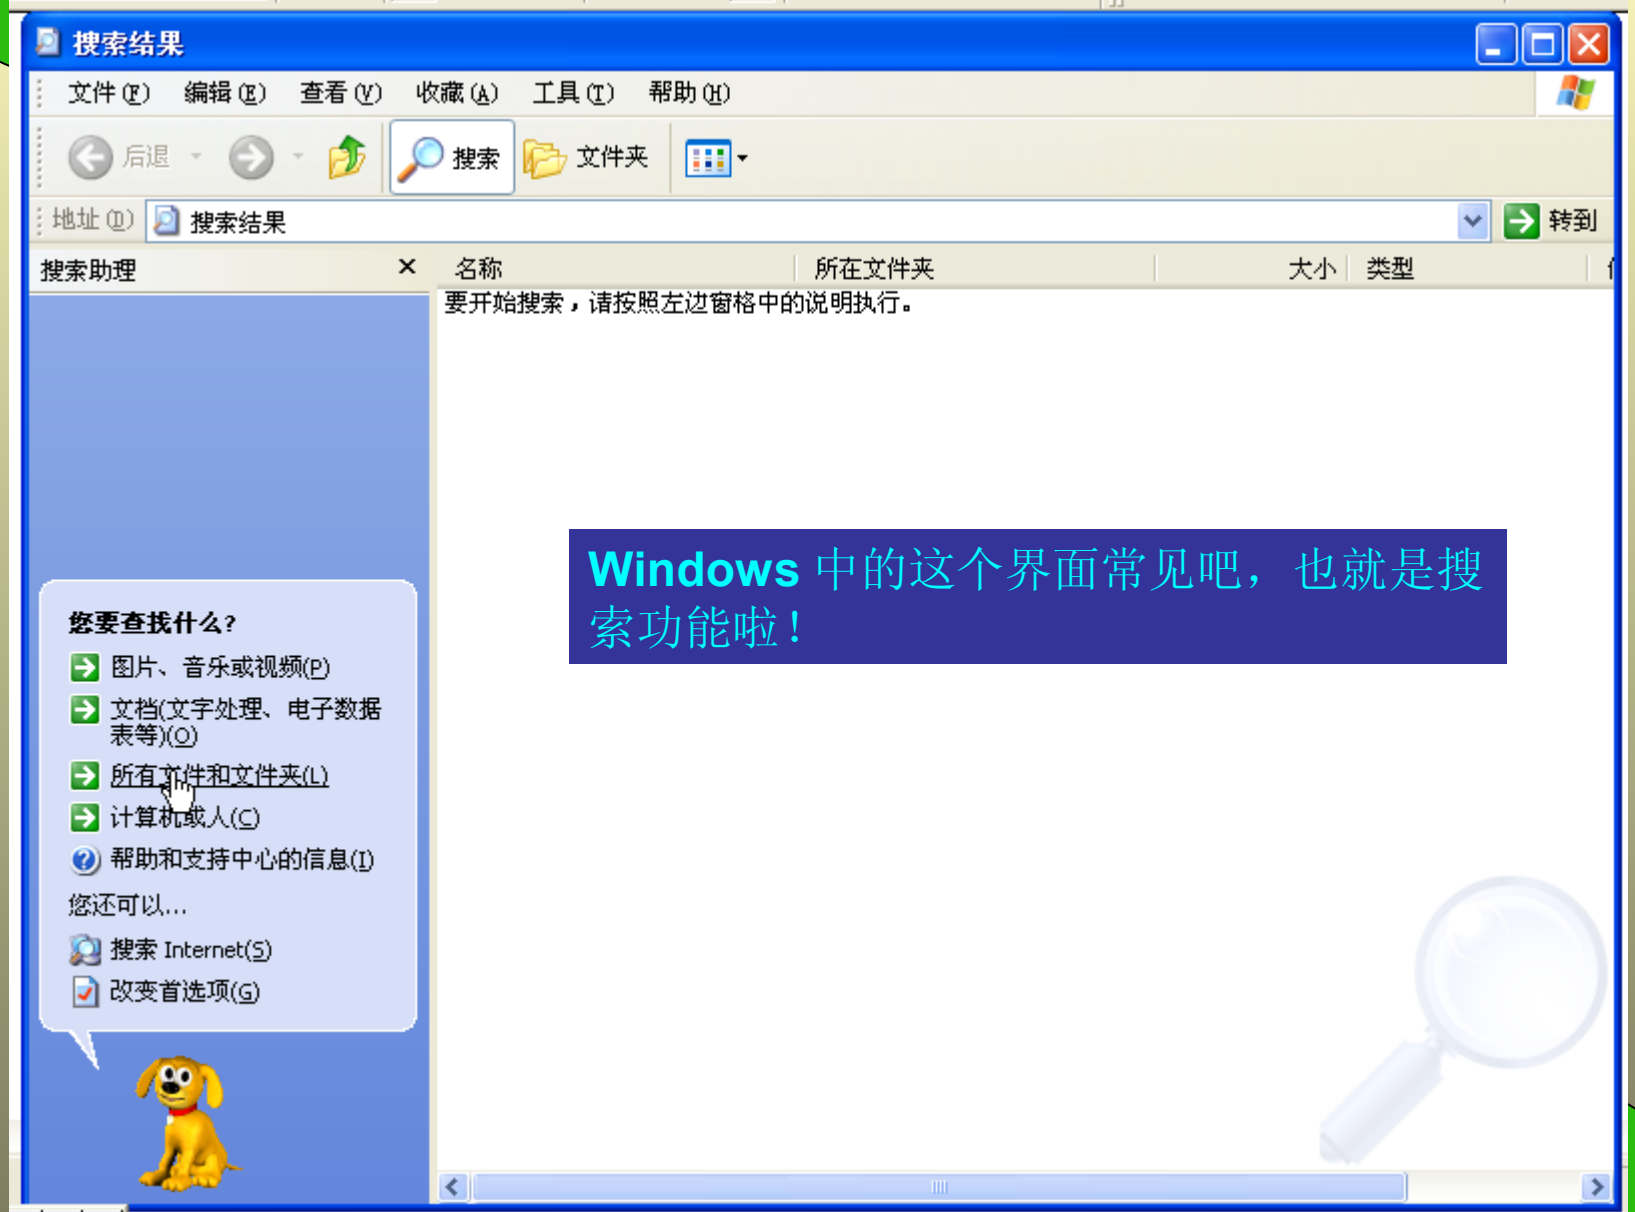 搜索结果
文件(F) 编辑(E) 查看(V) 收藏(A) 工具(T) 帮助(H)
后退 搜索 文件夹
地址(D) 搜索结果 转到
搜索助理 名称 所在文件夹 大小 类型
要开始搜索，请按照左边窗格中的说明执行。
Windows 中的这个界面常见吧，也就是搜
索功能啦！
您要查找什么?
图片、音乐或视频(P)
文档(文字处理、电子数据
表等)(O)
所有文件和文件夹(L)
计算机或人(C)
帮助和支持中心的信息(I)
您还可以...
搜索 Internet(S)
改变首选项(G)